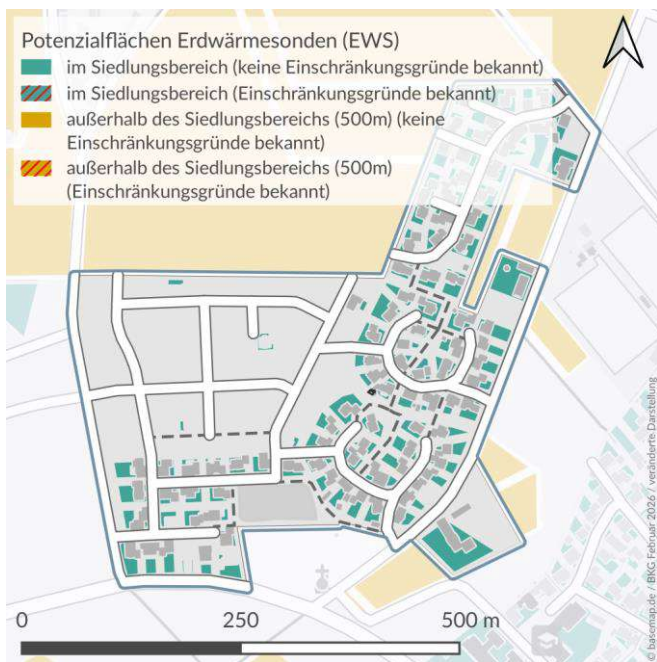 Potenzialflächen Erdwärmesonden (EWS)
im Siedlungsbereich (keine Einschränkungsgründe bekannt)
im Siedlungsbereich (Einschränkungsgründe bekannt)
außerhalb des Siedlungsbereichs (500m) (keine
Einschränkungsgründe bekannt)
außerhalb des Siedlungsbereichs (500m)
(Einschränkungsgründe bekannt)
© basemap.de / BKG Februar 2026 / veränderte Darstellung
0 250 500 m